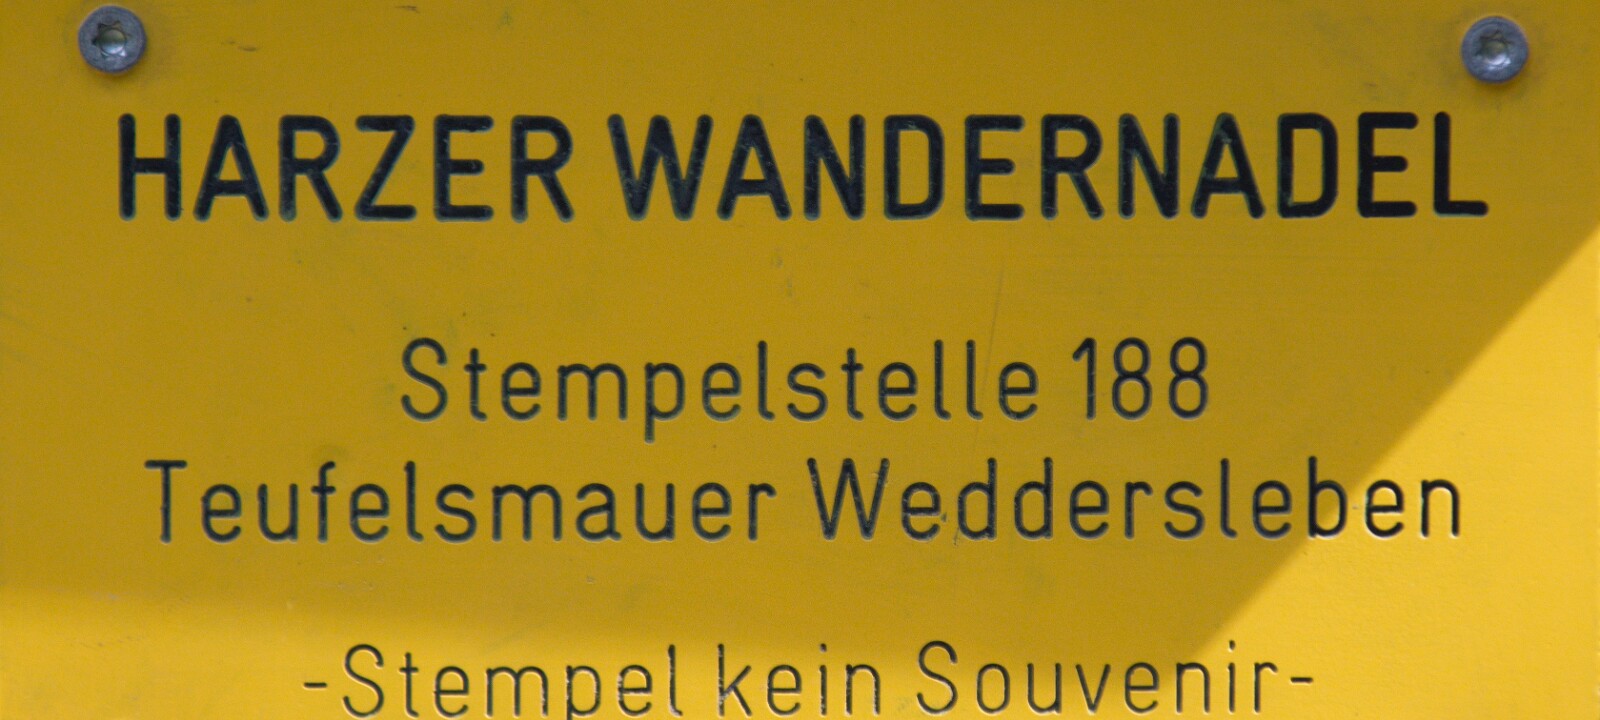 HARZER WANDERNADEL
Stempelstelle 188
Teufelsmauer Weddersleben
-Stempel kein Souvenir-